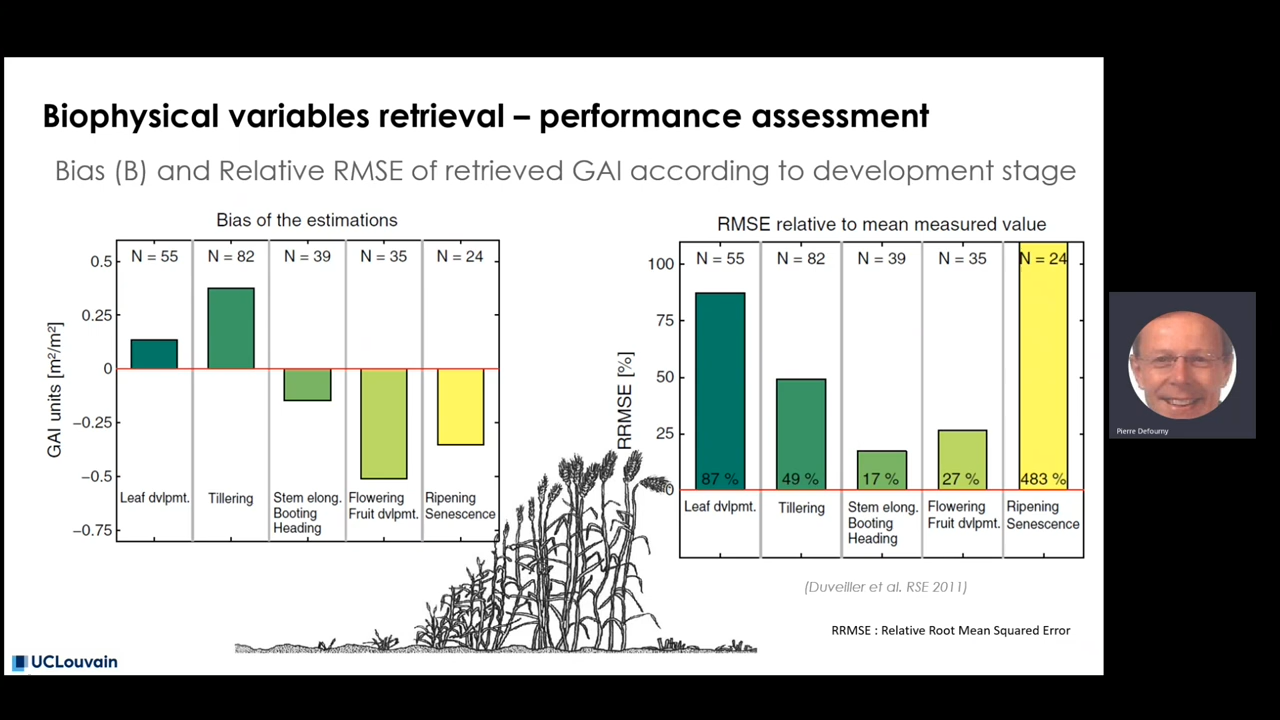 Biophysical variables retrieval – performance assessment
Bias (B) and Relative RMSE of retrieved GAI according to development stage
Bias of the estimations
GAI units [m²/m²]
0.5
0.25
0
−0.25
−0.5
−0.75
N = 55
N = 82
N = 39
N = 35
N = 24
Leaf dvlpmt.
Tillering
Stem elong.
Booting
Heading
Flowering
Fruit dvlpmt.
Ripening
Senescence
RMSE relative to mean measured value
RRMSE [%]
100
75
50
25
0
N = 55
N = 82
N = 39
N = 35
N = 24
87 %
49 %
17 %
27 %
483 %
Leaf dvlpmt.
Tillering
Stem elong.
Booting
Heading
Flowering
Fruit dvlpmt.
Ripening
Senescence
(Duveiller et al. RSE 2011)
RRMSE : Relative Root Mean Squared Error
UCLouvain
Pierre Defourny